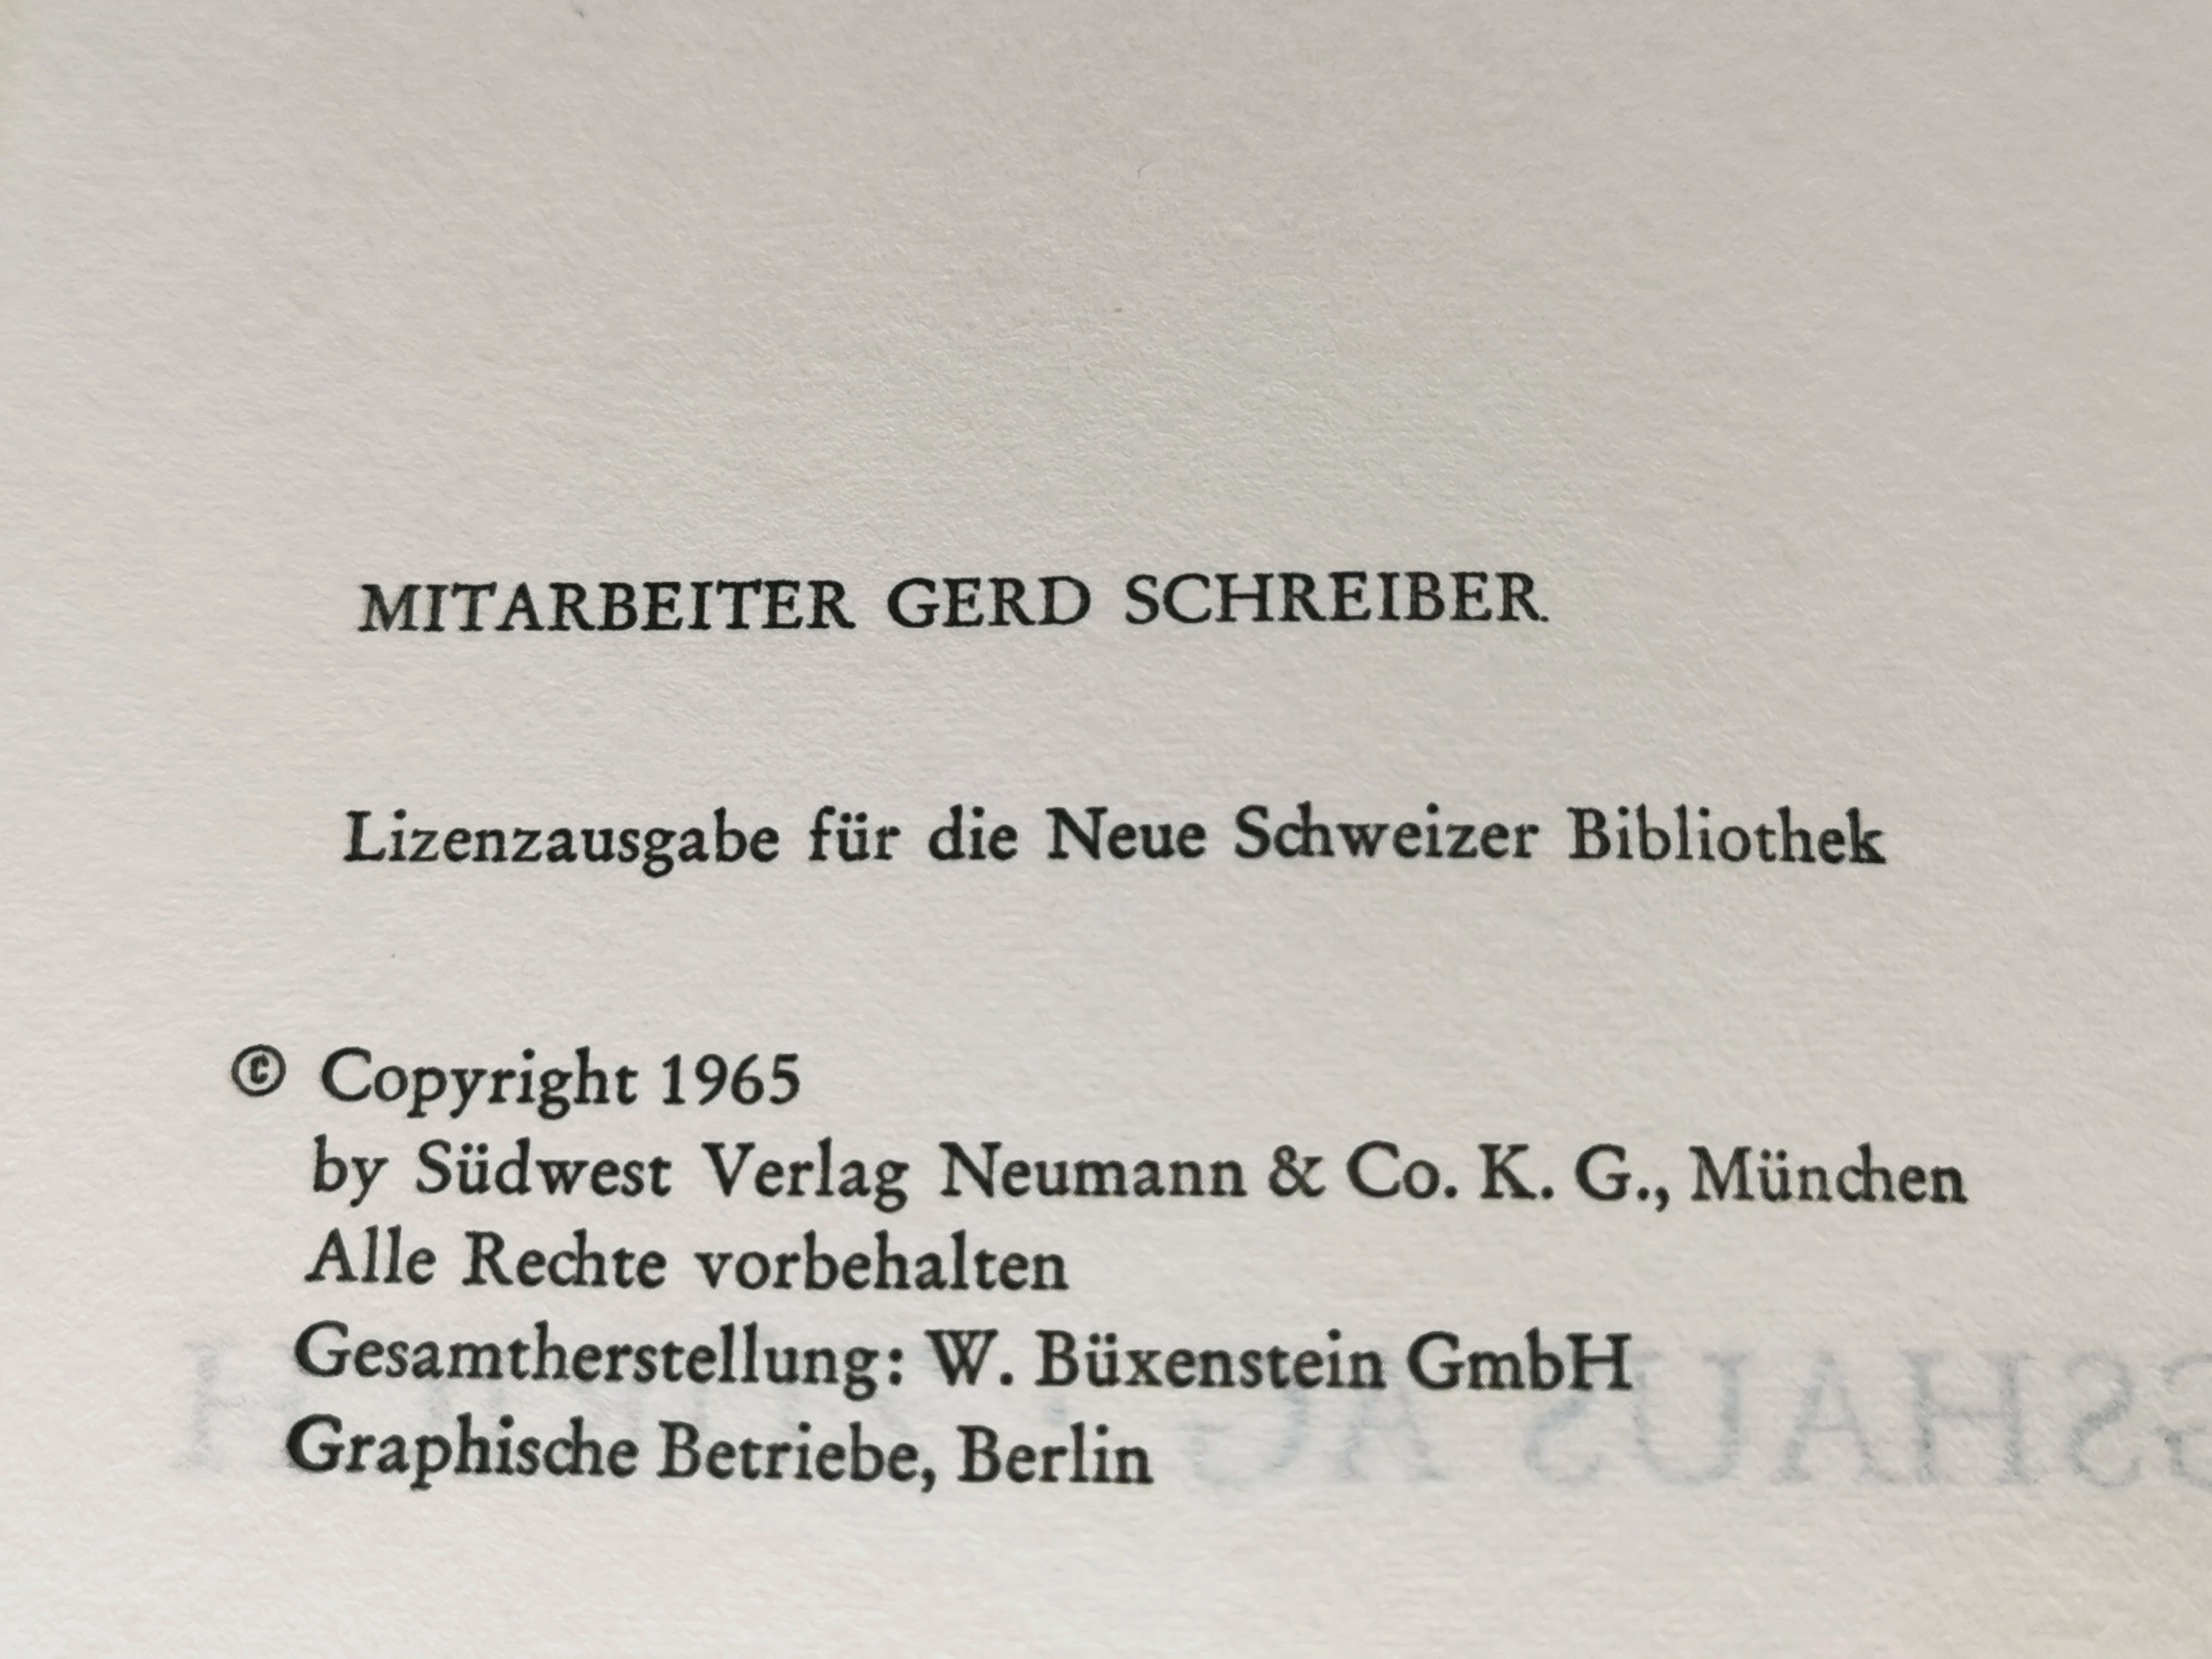 MITARBEITER GERD SCHREIBER
Lizenzausgabe für die Neue Schweizer Bibliothek
© Copyright 1965
by Südwest Verlag Neumann & Co. K. G., München
Alle Rechte vorbehalten
Gesamtherstellung: W. Büxenstein GmbH
Graphische Betriebe, Berlin